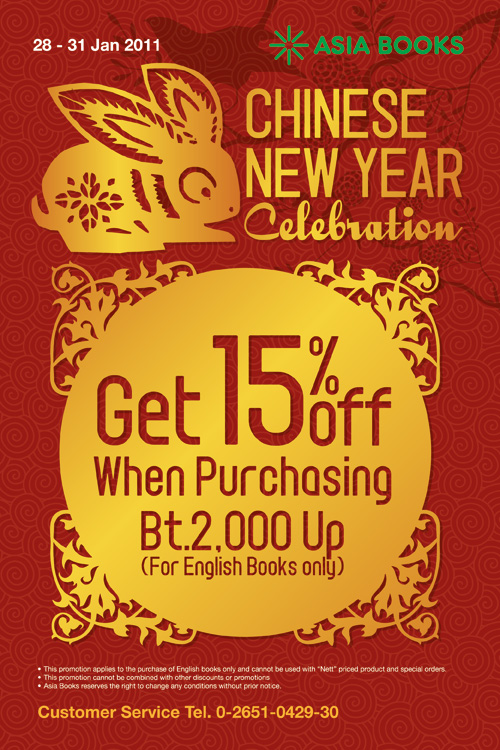 28 - 31 Jan 2011
ASIA BOOKS
CHINESE
NEW YEAR
Celebration
Get 15% off
When Purchasing
Bt.2,000 Up
(For English Books only)
• This promotion applies to the purchase of English books only and cannot be used with "Nett" priced product and special orders.
• This promotion cannot be combined with other discounts or promotions
• Asia Books reserves the right to change any conditions without prior notice.
Customer Service Tel. 0-2651-0429-30